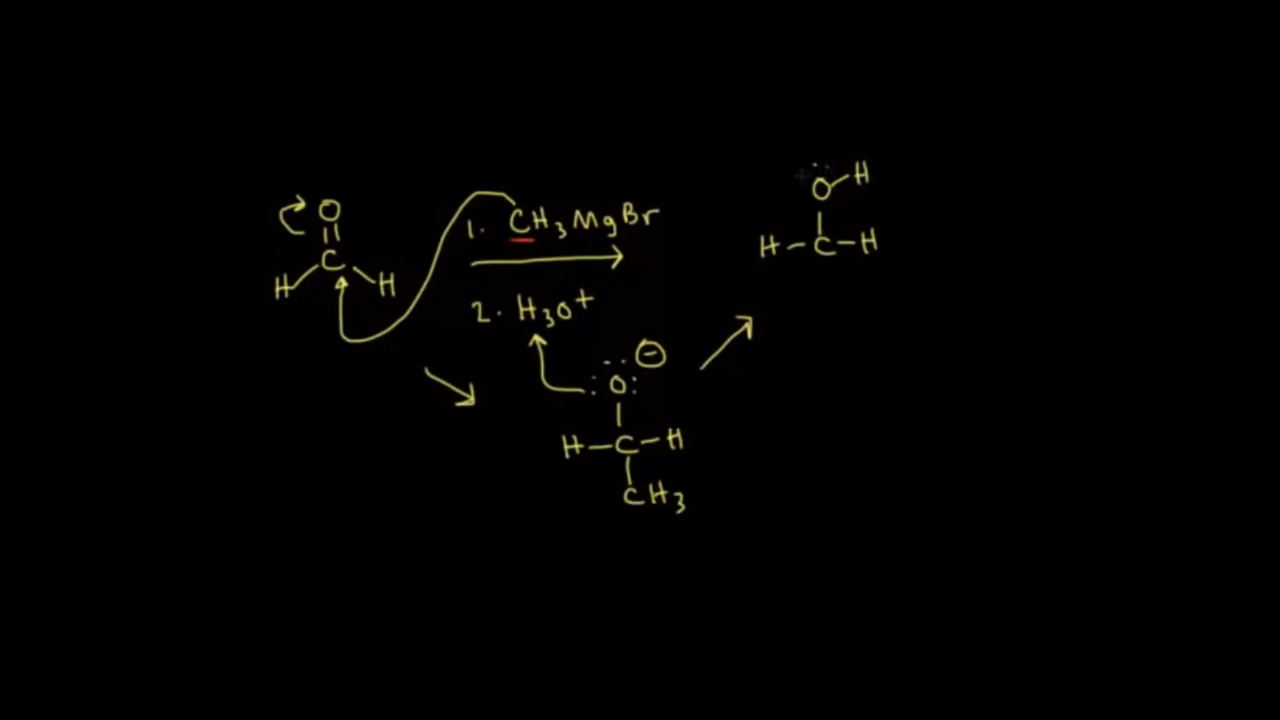 O
C
H H
1. CH3MgBr
2. H3O+
:O: ⊖
H-C-H
CH3
O-H
H-C-H